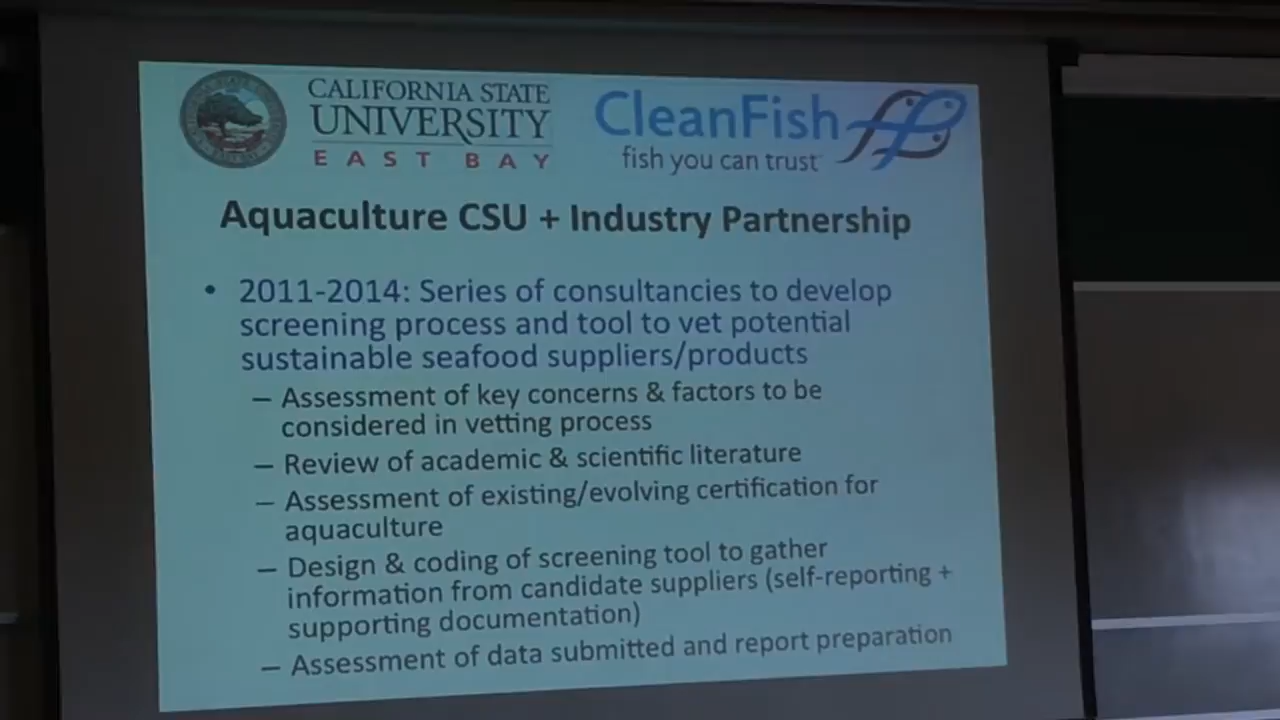 CALIFORNIA STATE
UNIVERSITY
EAST BAY
CleanFish
fish you can trust
Aquaculture CSU + Industry Partnership
• 2011-2014: Series of consultancies to develop
screening process and tool to vet potential
sustainable seafood suppliers/products
– Assessment of key concerns & factors to be
considered in vetting process
– Review of academic & scientific literature
– Assessment of existing/evolving certification for
aquaculture
– Design & coding of screening tool to gather
information from candidate suppliers (self-reporting +
supporting documentation)
– Assessment of data submitted and report preparation